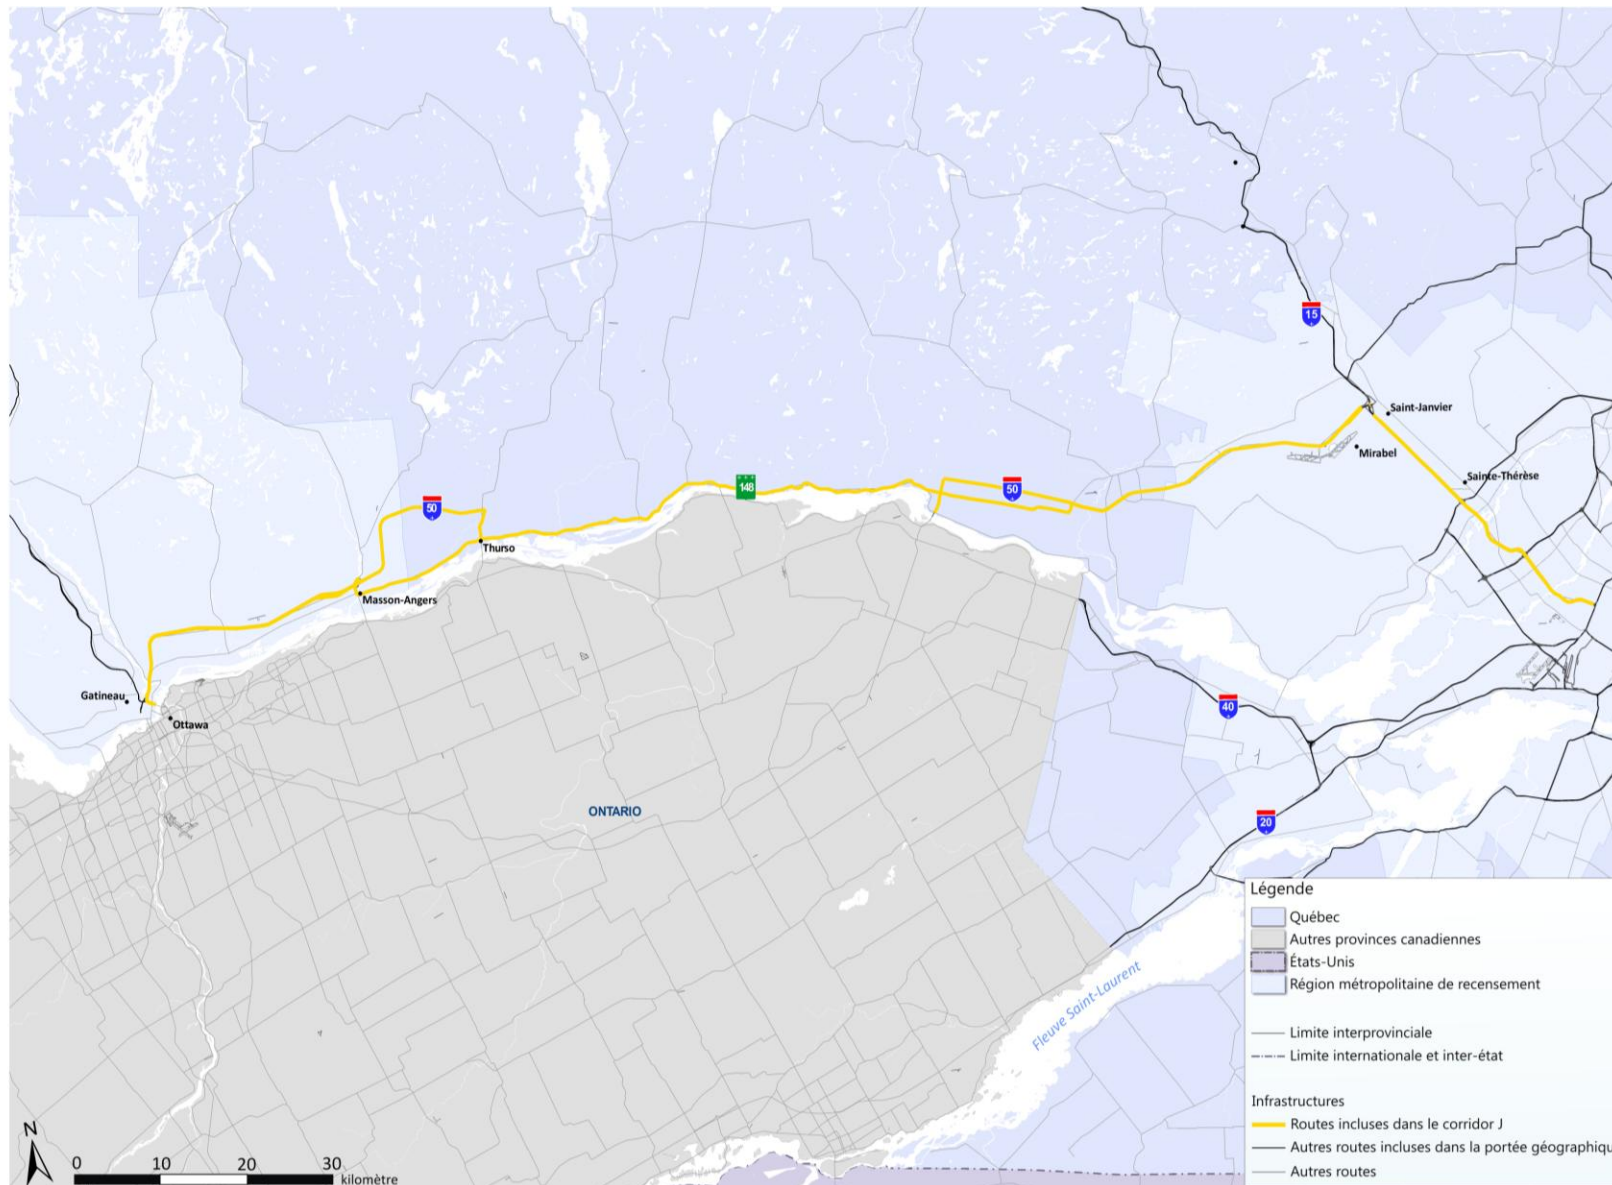 15
Saint-Janvier
Mirabel
Sainte-Thérèse
148
50
50
Thurso
Masson-Angers
Gatineau
Ottawa
40
ONTARIO
20
Fleuve Saint-Laurent
Légende
Québec
Autres provinces canadiennes
États-Unis
Région métropolitaine de recensement
Limite interprovinciale
Limite internationale et inter-état
Infrastructures
Routes incluses dans le corridor J
Autres routes incluses dans la portée géographiqu
Autres routes
N
0 10 20 30
kilomètre